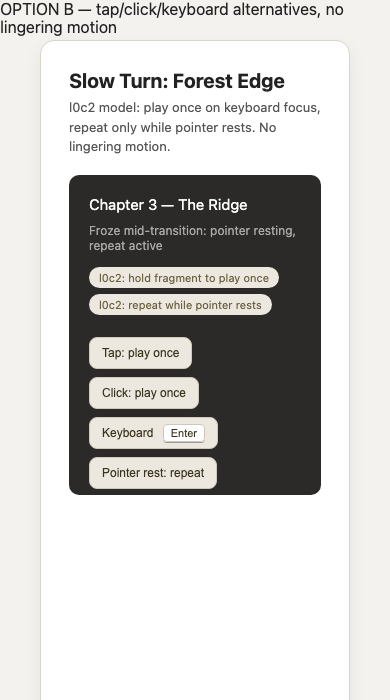 OPTION B — tap/click/keyboard alternatives, no
lingering motion
Slow Turn: Forest Edge
I0c2 model: play once on keyboard focus,
repeat only while pointer rests. No
lingering motion.
Chapter 3 — The Ridge
Froze mid-transition: pointer resting,
repeat active
I0c2: hold fragment to play once
I0c2: repeat while pointer rests
Tap: play once
Click: play once
Keyboard Enter
Pointer rest: repeat